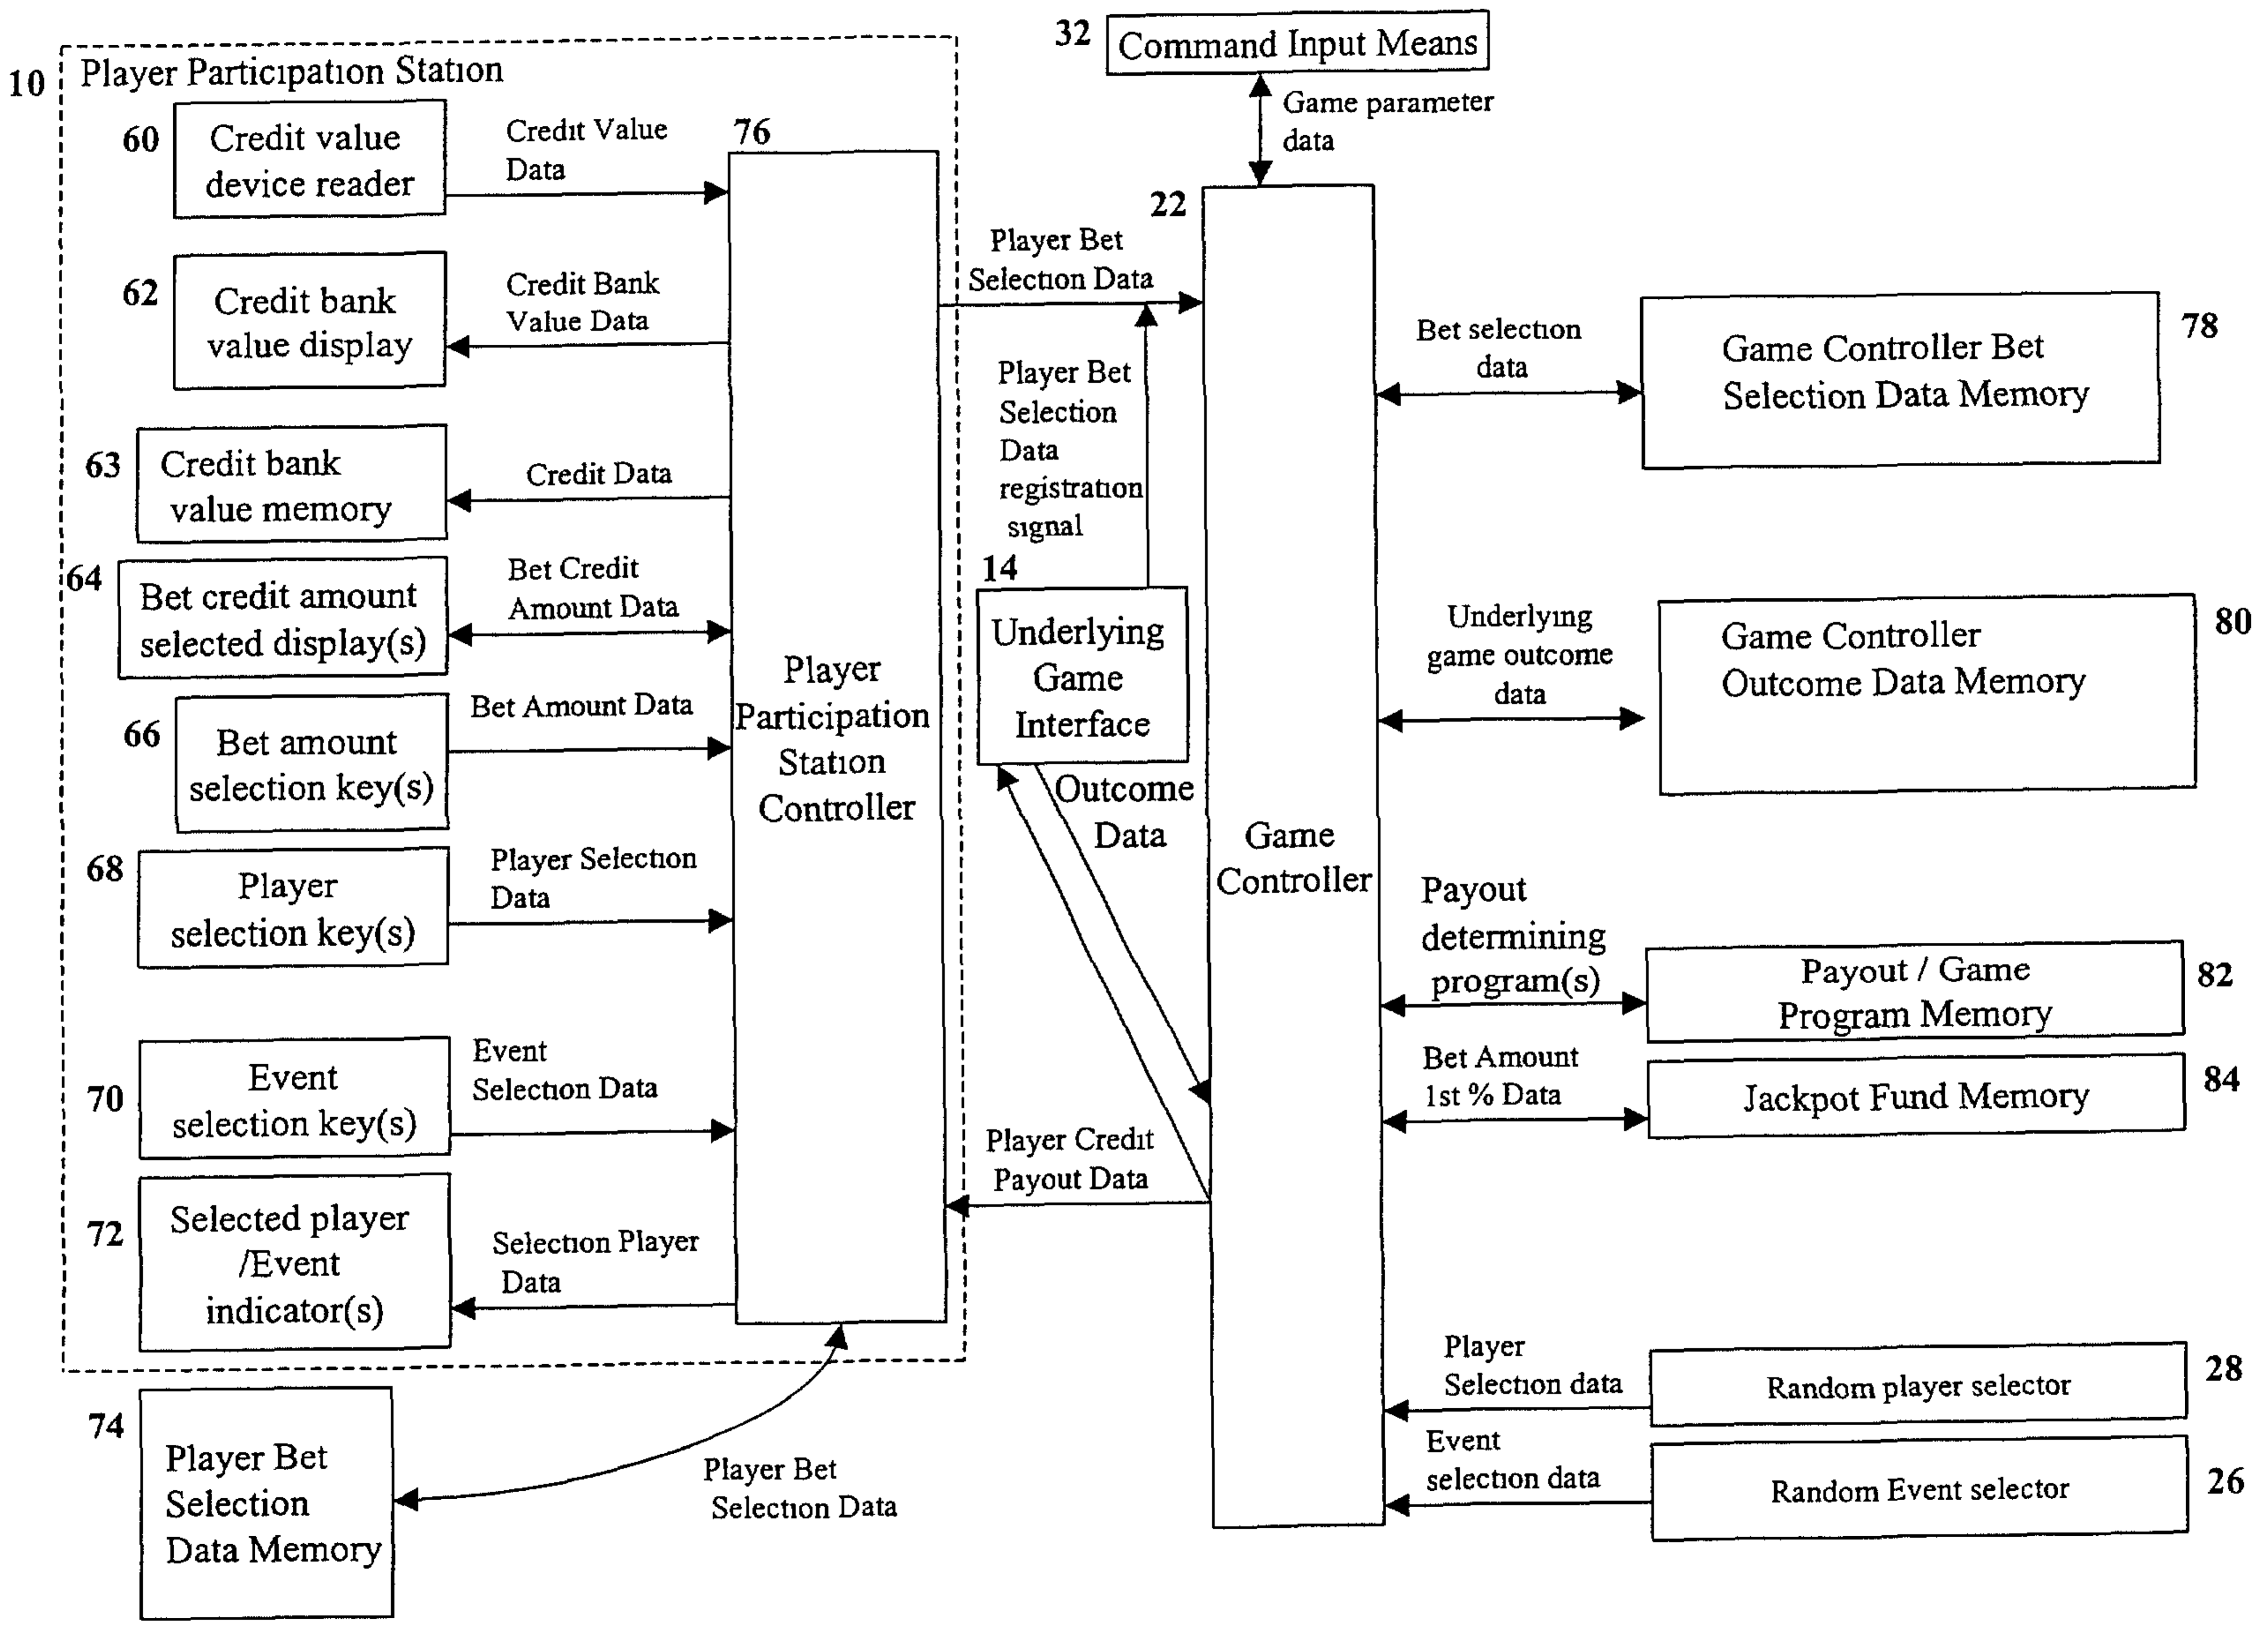 32
Command Input Means
Game parameter
data
10
Player Participation Station
60
Credit value
device reader
Credit Value
Data
76
62
Credit bank
value display
Credit Bank
Value Data
63
Credit bank
value memory
Credit Data
64
Bet credit amount
selected display(s)
Bet Credit
Amount Data
66
Bet amount
selection key(s)
Bet Amount Data
68
Player
selection key(s)
Player Selection
Data
70
Event
selection key(s)
Event
Selection Data
72
Selected player
/Event
indicator(s)
Selection Player
Data
Player
Participation
Station
Controller
74
Player Bet
Selection
Data Memory
Player Bet
Selection Data
Player Bet
Selection Data
Player Bet
Selection
Data
registration
signal
14
Underlying
Game
Interface
Outcome
Data
Player Credit
Payout Data
22
Game
Controller
Bet selection
data
Game Controller Bet
Selection Data Memory
78
Underlying
game outcome
data
Game Controller
Outcome Data Memory
80
Payout
determining
program(s)
Payout / Game
Program Memory
82
Bet Amount
1st % Data
Jackpot Fund Memory
84
Player
Selection data
Random player selector
28
Event
selection data
Random Event selector
26